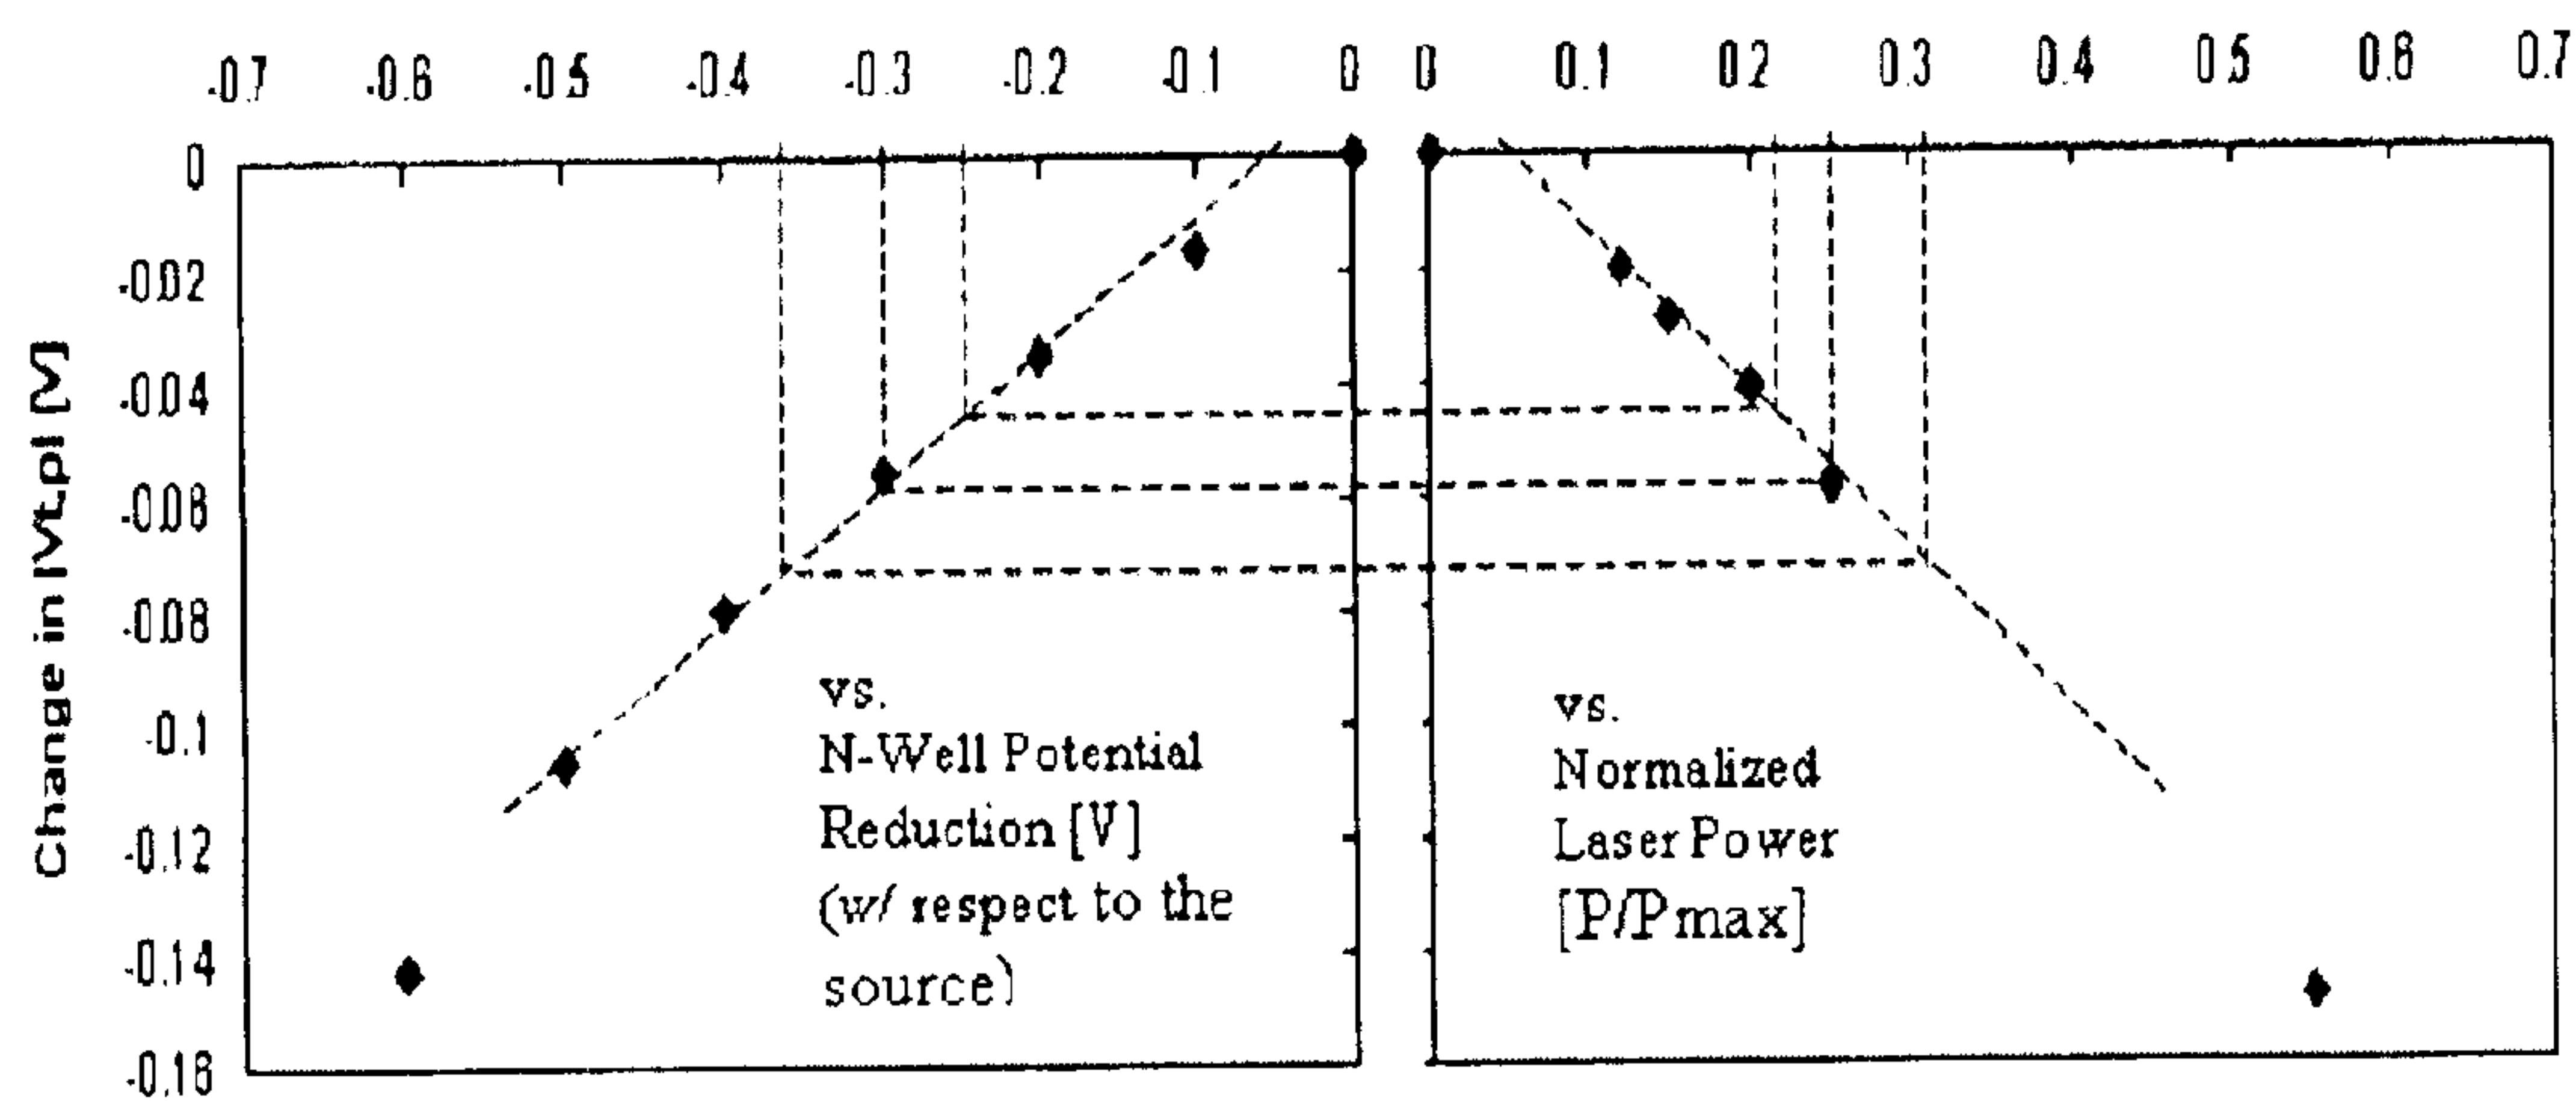 -0.7 -0.6 -0.5 -0.4 -0.3 -0.2 -0.1 0 0 0.1 0.2 0.3 0.4 0.5 0.6 0.7
0
-0.02
-0.04
-0.06
-0.08
-0.1
-0.12
-0.14
-0.16
Change in |Vt,p| [V]
vs.
N-Well Potential
Reduction [V]
(w/ respect to the
source)
vs.
Normalized
Laser Power
[P/Pmax]